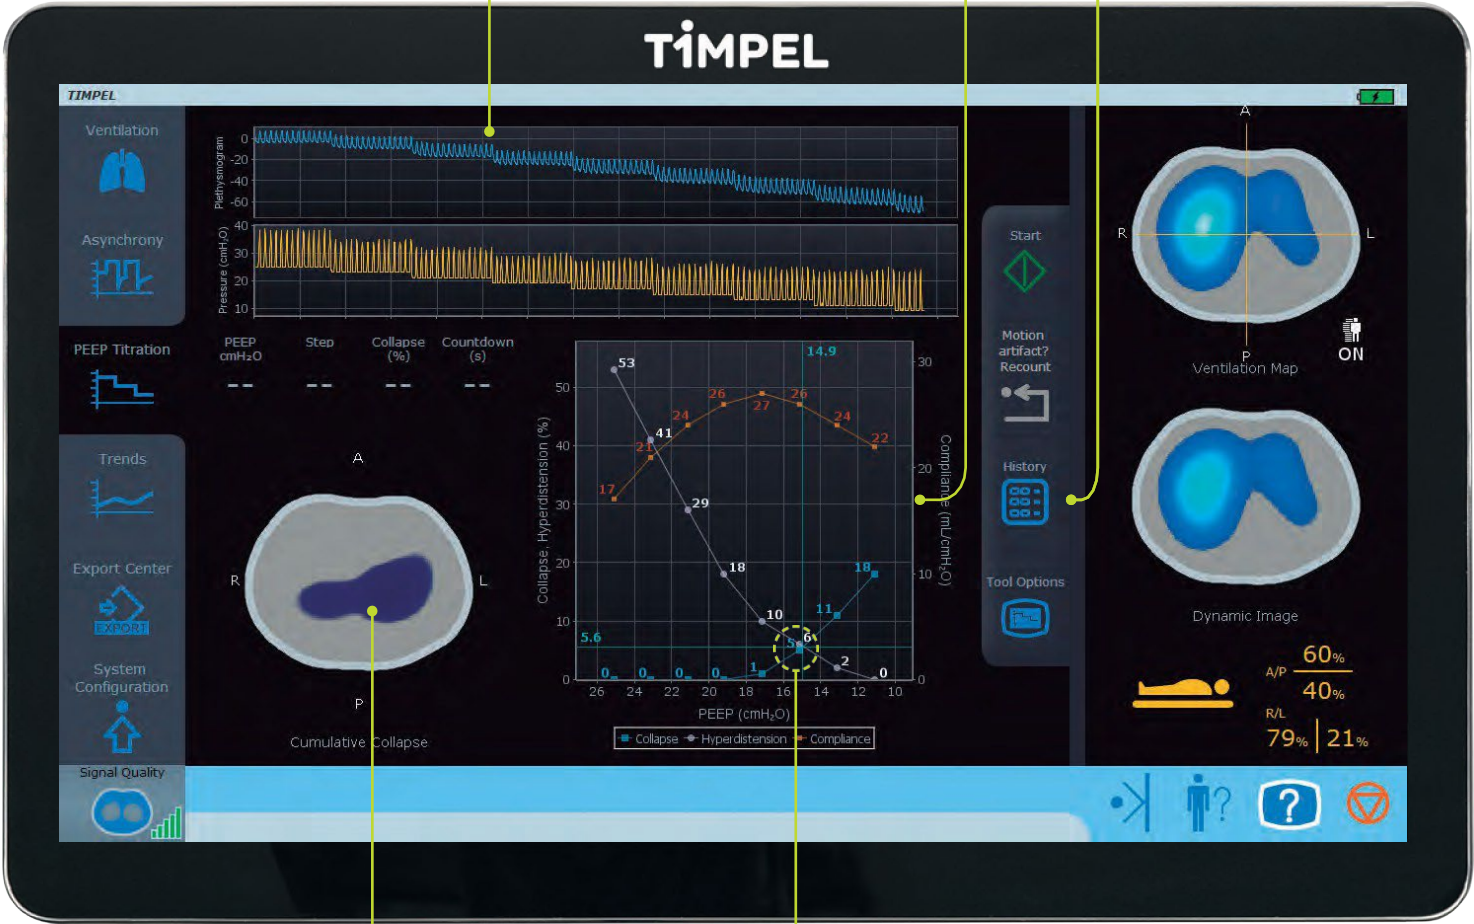 TIMPEL
TIMPEL
Ventilation
Asynchrony
PEEP Titration
Trends
Export Center
EXPORT
System
Configuration
Signal Quality
Plethysmogram
0
-20
-40
-60
Pressure (cmH₂O)
40
30
20
10
PEEP
cmH₂O
Step
Collapse
(%)
Countdown
(s)
--
--
--
--
A
R
L
P
Cumulative Collapse
Collapse, Hyperdistension (%)
50
40
30
20
10
0
53
41
29
18
10
6
2
0
17
21
24
26
27
26
24
22
0
0
0
0
1
5
11
18
14.9
5.6
30
20
10
0
Compliance (mL/cmH₂O)
26
24
22
20
18
16
14
12
10
PEEP (cmH₂O)
Collapse
Hyperdistension
Compliance
Start
Motion
artifact?
Recount
History
Tool Options
A
R
L
P
ON
Ventilation Map
Dynamic Image
A/P
60%
40%
R/L
79%
21%
?
?